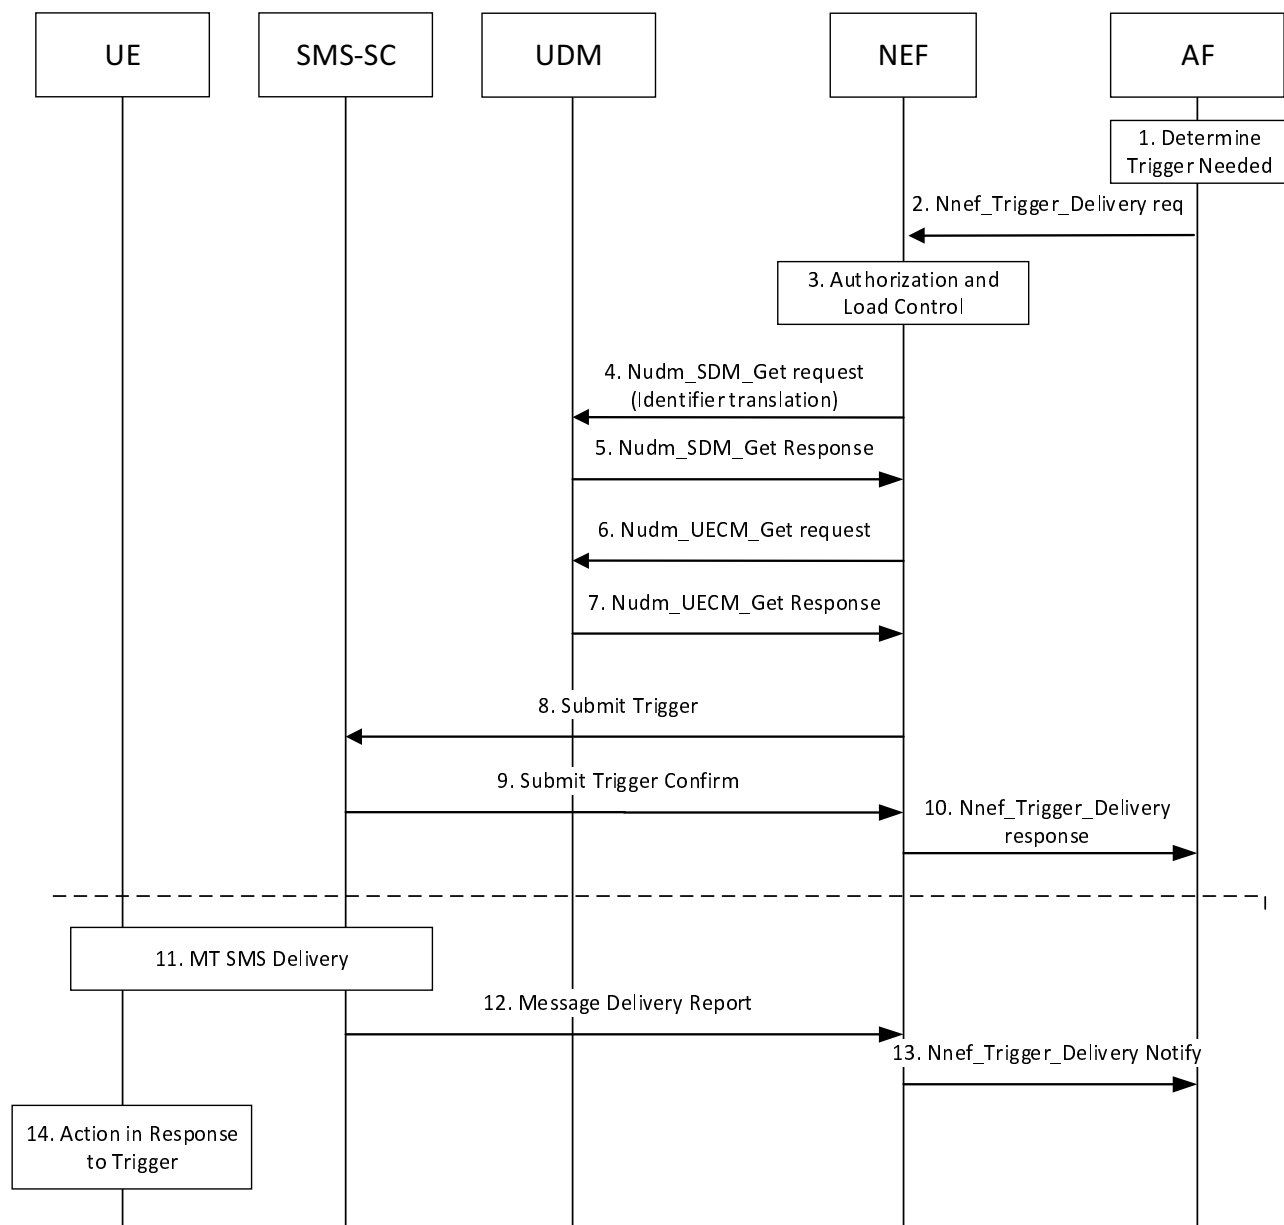 UE
SMS-SC
UDM
NEF
AF
1. Determine
Trigger Needed
2. Nnef_Trigger_Delivery req
3. Authorization and
Load Control
4. Nudm_SDM_Get request
(Identifier translation)
5. Nudm_SDM_Get Response
6. Nudm_UECM_Get request
7. Nudm_UECM_Get Response
8. Submit Trigger
9. Submit Trigger Confirm
10. Nnef_Trigger_Delivery
response
11. MT SMS Delivery
12. Message Delivery Report
13. Nnef_Trigger_Delivery Notify
14. Action in Response
to Trigger